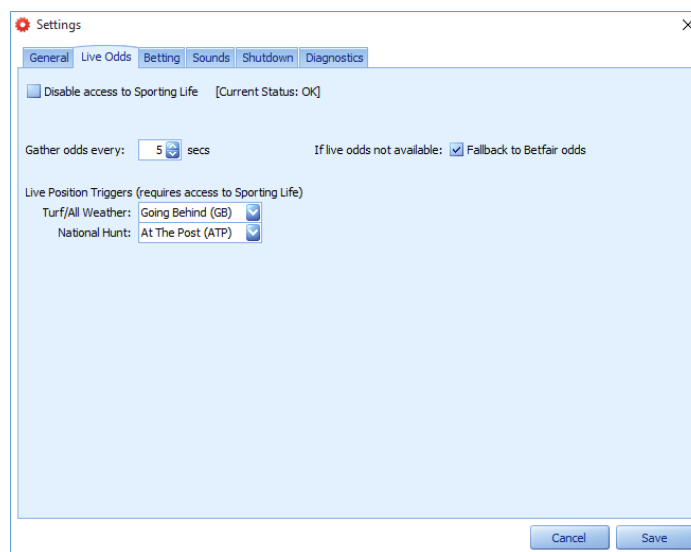 Settings
General Live Odds Betting Sounds Shutdown Diagnostics
Disable access to Sporting Life [Current Status: OK]
Gather odds every: 5 secs If live odds not available: Fallback to Betfair odds
Live Position Triggers (requires access to Sporting Life)
Turf/All Weather: Going Behind (GB)
National Hunt: At The Post (ATP)
Cancel Save